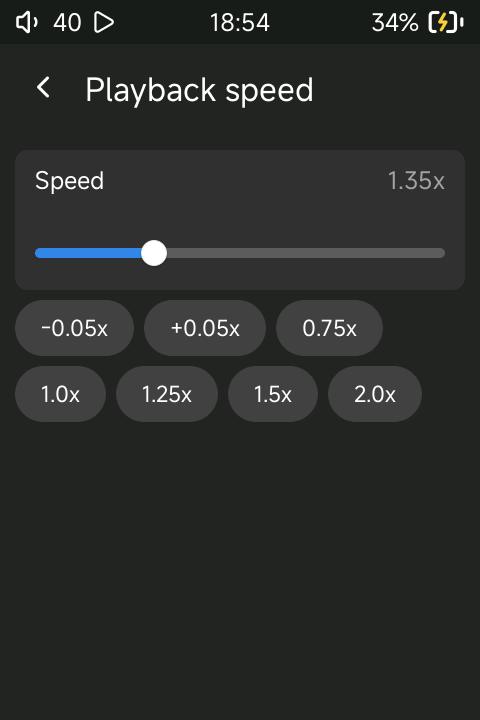 40 18:54 34%
Playback speed
Speed 1.35x
-0.05x +0.05x 0.75x
1.0x 1.25x 1.5x 2.0x